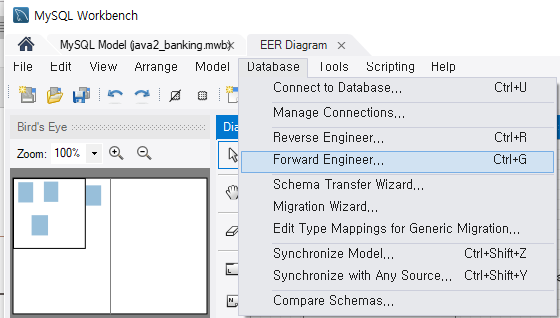 MySQL Workbench
MySQL Model (java2_banking.mwb) EER Diagram ×
File Edit View Arrange Model Database Tools Scripting Help
Connect to Database... Ctrl+U
Manage Connections...
Bird's Eye
Reverse Engineer... Ctrl+R
Zoom: 100%
Forward Engineer... Ctrl+G
Schema Transfer Wizard...
Migration Wizard...
Edit Type Mappings for Generic Migration...
Synchronize Model... Ctrl+Shift+Z
Synchronize with Any Source... Ctrl+Shift+Y
Compare Schemas...